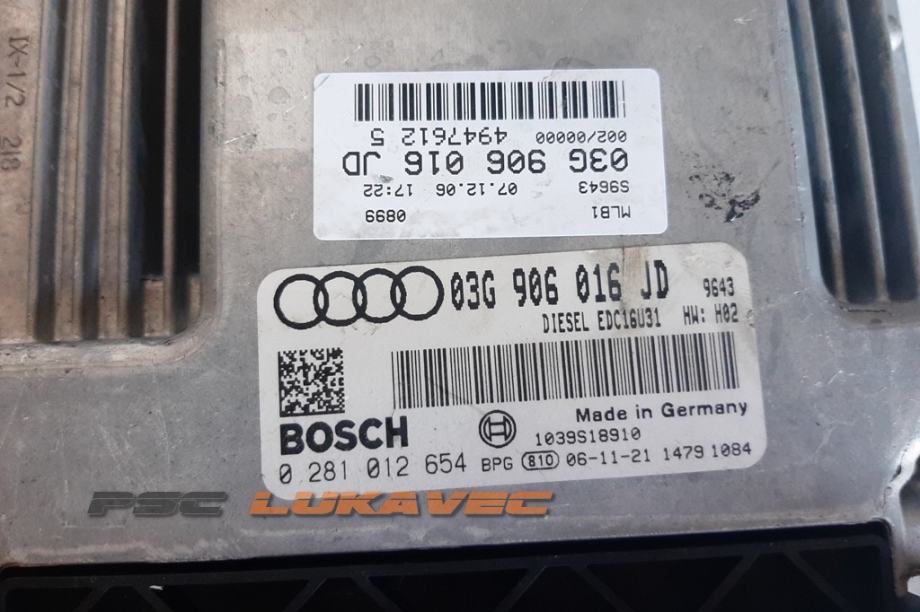 IX-1/2 218
002/00000 4947612 5
03G 906 016 JD
S9643 07.12.06 17:22
MLB1 0899
03G 906 016 JD 9643
DIESEL EDC16U31 HW: H02
Made in Germany
BOSCH 1039S18910
0 281 012 654 BPG 810 06-11-21 1479 1084
PSC LUKAVEC